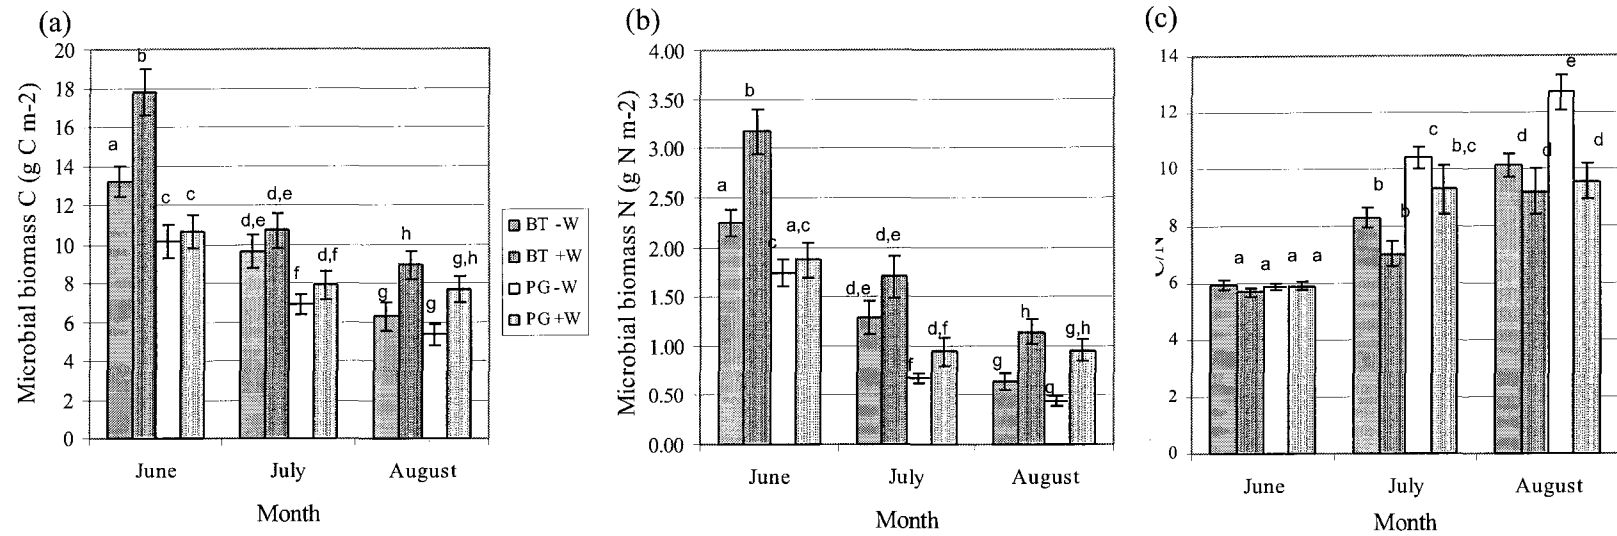 (a)
Microbial biomass C (g C m-2)
20
18
16
14
12
10
8
6
4
2
0
a
b
c
c
d,e
d,e
f
d,f
g
h
g
g,h
June
July
August
Month
BT -W
BT +W
PG -W
PG +W
(b)
Microbial biomass N (g N m-2)
4.00
3.50
3.00
2.50
2.00
1.50
1.00
0.50
0.00
a
b
c
a,c
d,e
d,e
f
d,f
g
h
g
g,h
June
July
August
Month
(c)
C/N
14
12
10
8
6
4
2
0
a
a
a
a
b
b
c
b,c
d
d
e
d
June
July
August
Month